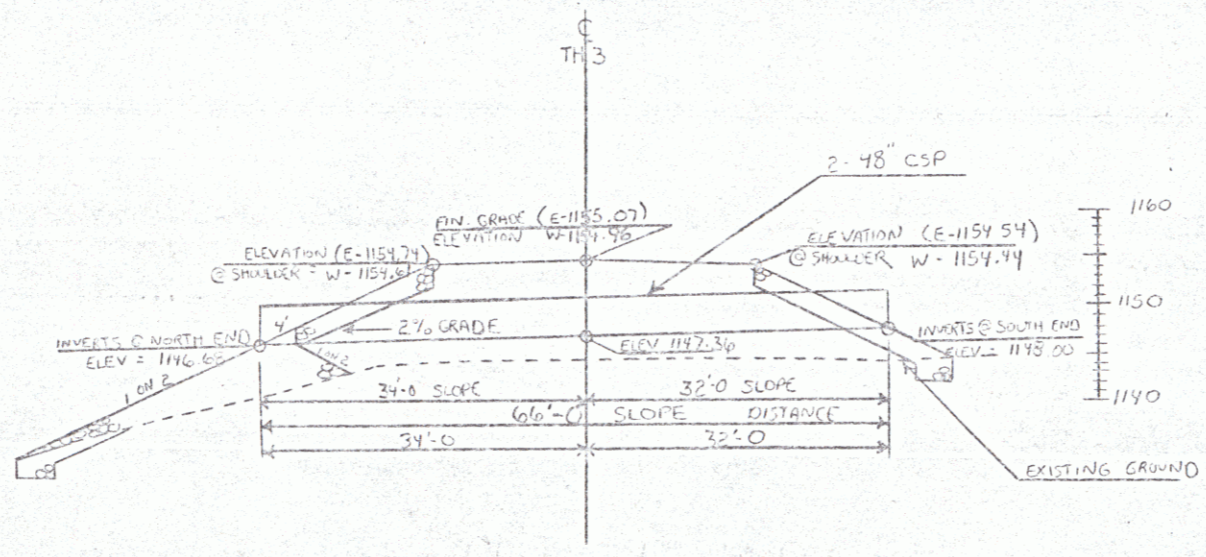 ℄
TH 3
2-48" CSP
FIN. GRADE (E-1155.07)
ELEVATION W-1154.96
ELEVATION (E-1154.74)
@ SHOULDER - W-1154.6
ELEVATION (E-1154.54)
@ SHOULDER W-1154.44
1160
1150
1140
4'
2% GRADE
INVERTS @ NORTH END
ELEV = 1146.68
1 ON 2
1 ON 2
ELEV 1147.36
INVERTS @ SOUTH END
ELEV = 1148.00
34'-0 SLOPE
32'-0 SLOPE
66'-0 SLOPE DISTANCE
34'-0
32'-0
EXISTING GROUND